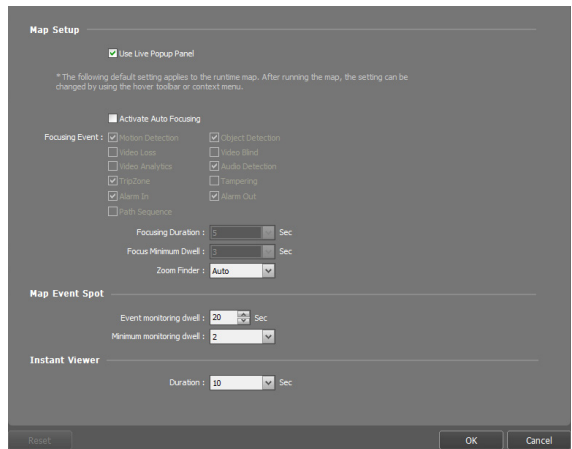 Map Setup
Use Live Popup Panel
* The following default setting applies to the runtime map. After running the map, the setting can be
changed by using the hover toolbar or context menu.
Activate Auto Focusing
Focusing Event : Motion Detection Object Detection
Video Loss Video Blind
Video Analytics Audio Detection
TripZone Tampering
Alarm In Alarm Out
Path Sequence
Focusing Duration : 5 Sec
Focus Minimum Dwell : 3 Sec
Zoom Finder : Auto
Map Event Spot
Event monitoring dwell : 20 Sec
Minimum monitoring dwell : 2
Instant Viewer
Duration : 10 Sec
Reset OK Cancel